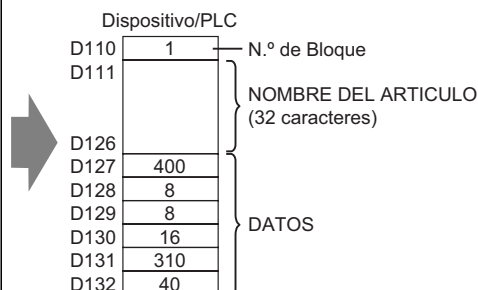 Dispositivo/PLC
D110 1 N.º de Bloque
D111
NOMBRE DEL ARTICULO
(32 caracteres)
D126
D127 400
D128 8
D129 8
DATOS
D130 16
D131 310
D132 40